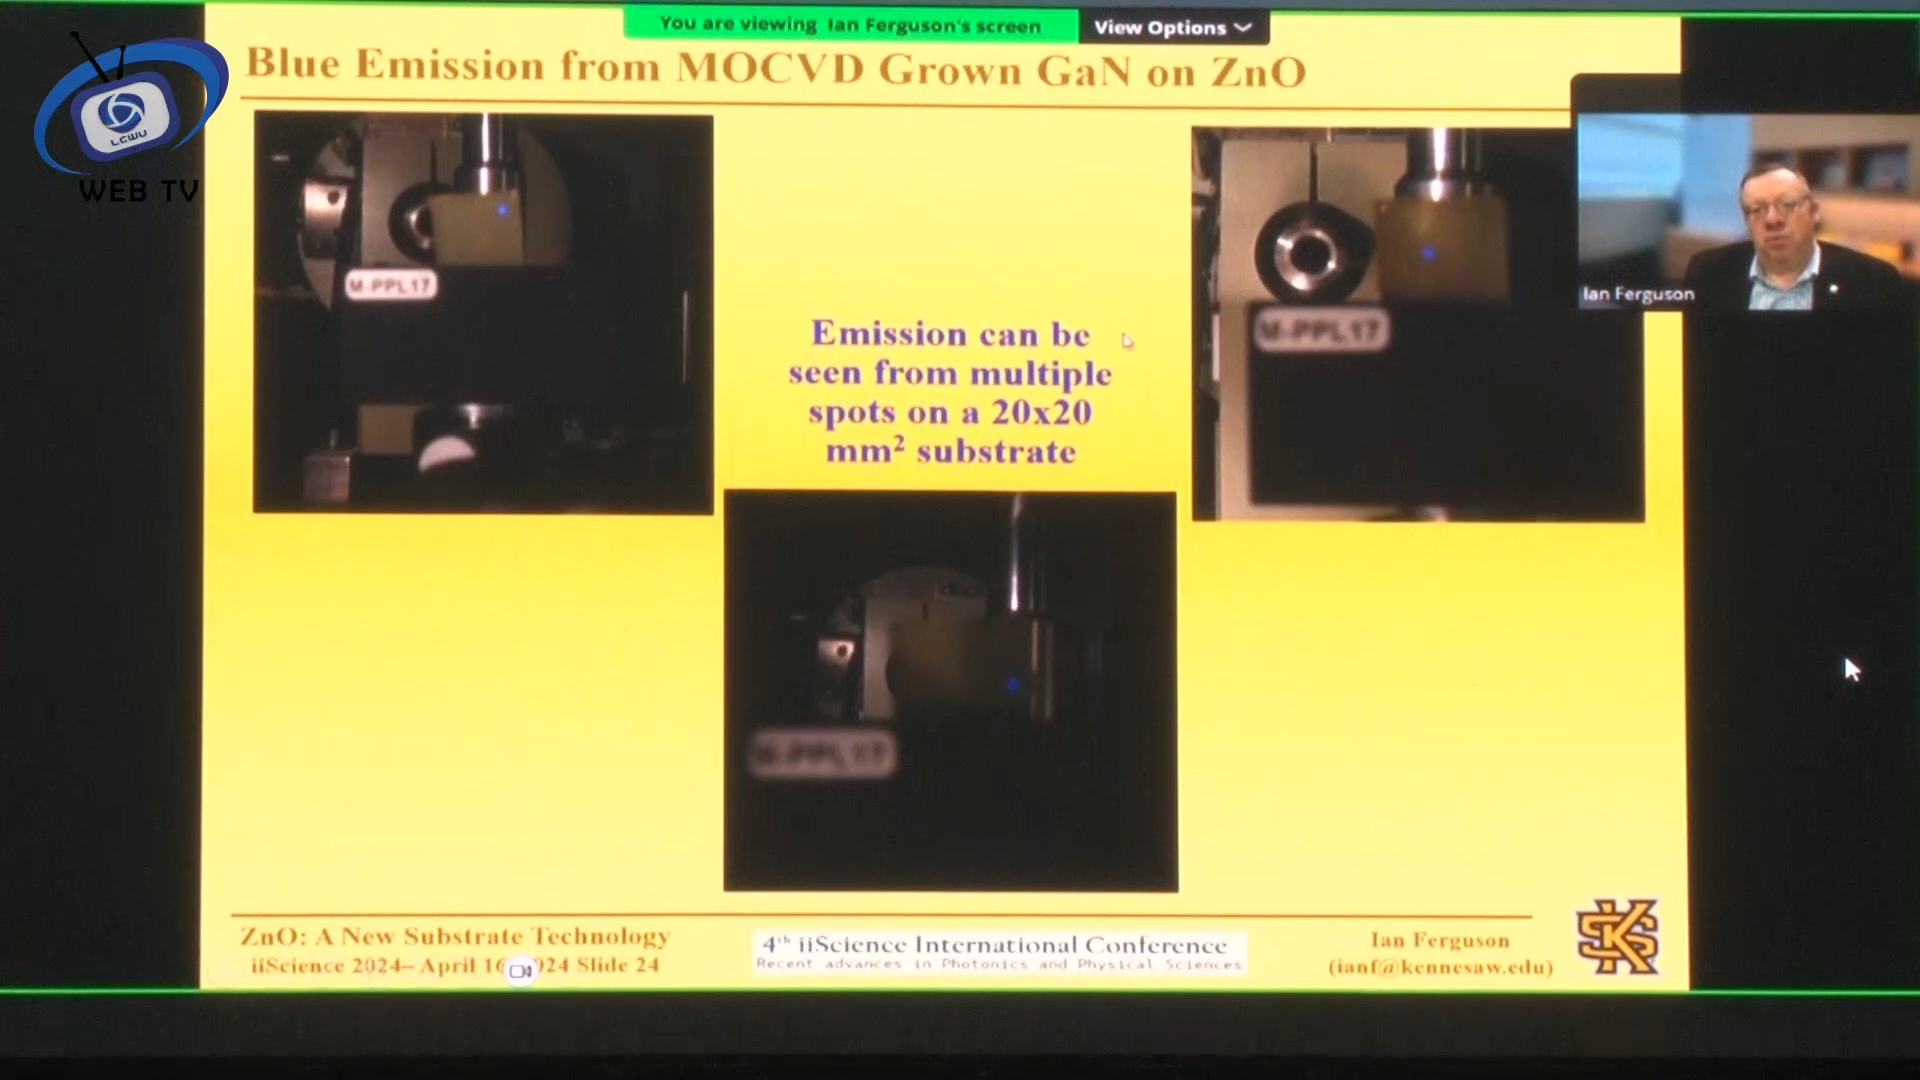 You are viewing Ian Ferguson's screen
View Options
LCWU
WEB TV
Blue Emission from MOCVD Grown GaN on ZnO
M-PPL17
M-PPL17
Ian Ferguson
Emission can be
seen from multiple
spots on a 20x20
mm² substrate
M-PPL17
ZnO: A New Substrate Technology
iiScience 2024– April 16 2024 Slide 24
4th iiScience International Conference
Recent advances in Photonics and Physical Sciences
Ian Ferguson
(ianf@kennesaw.edu)
KS